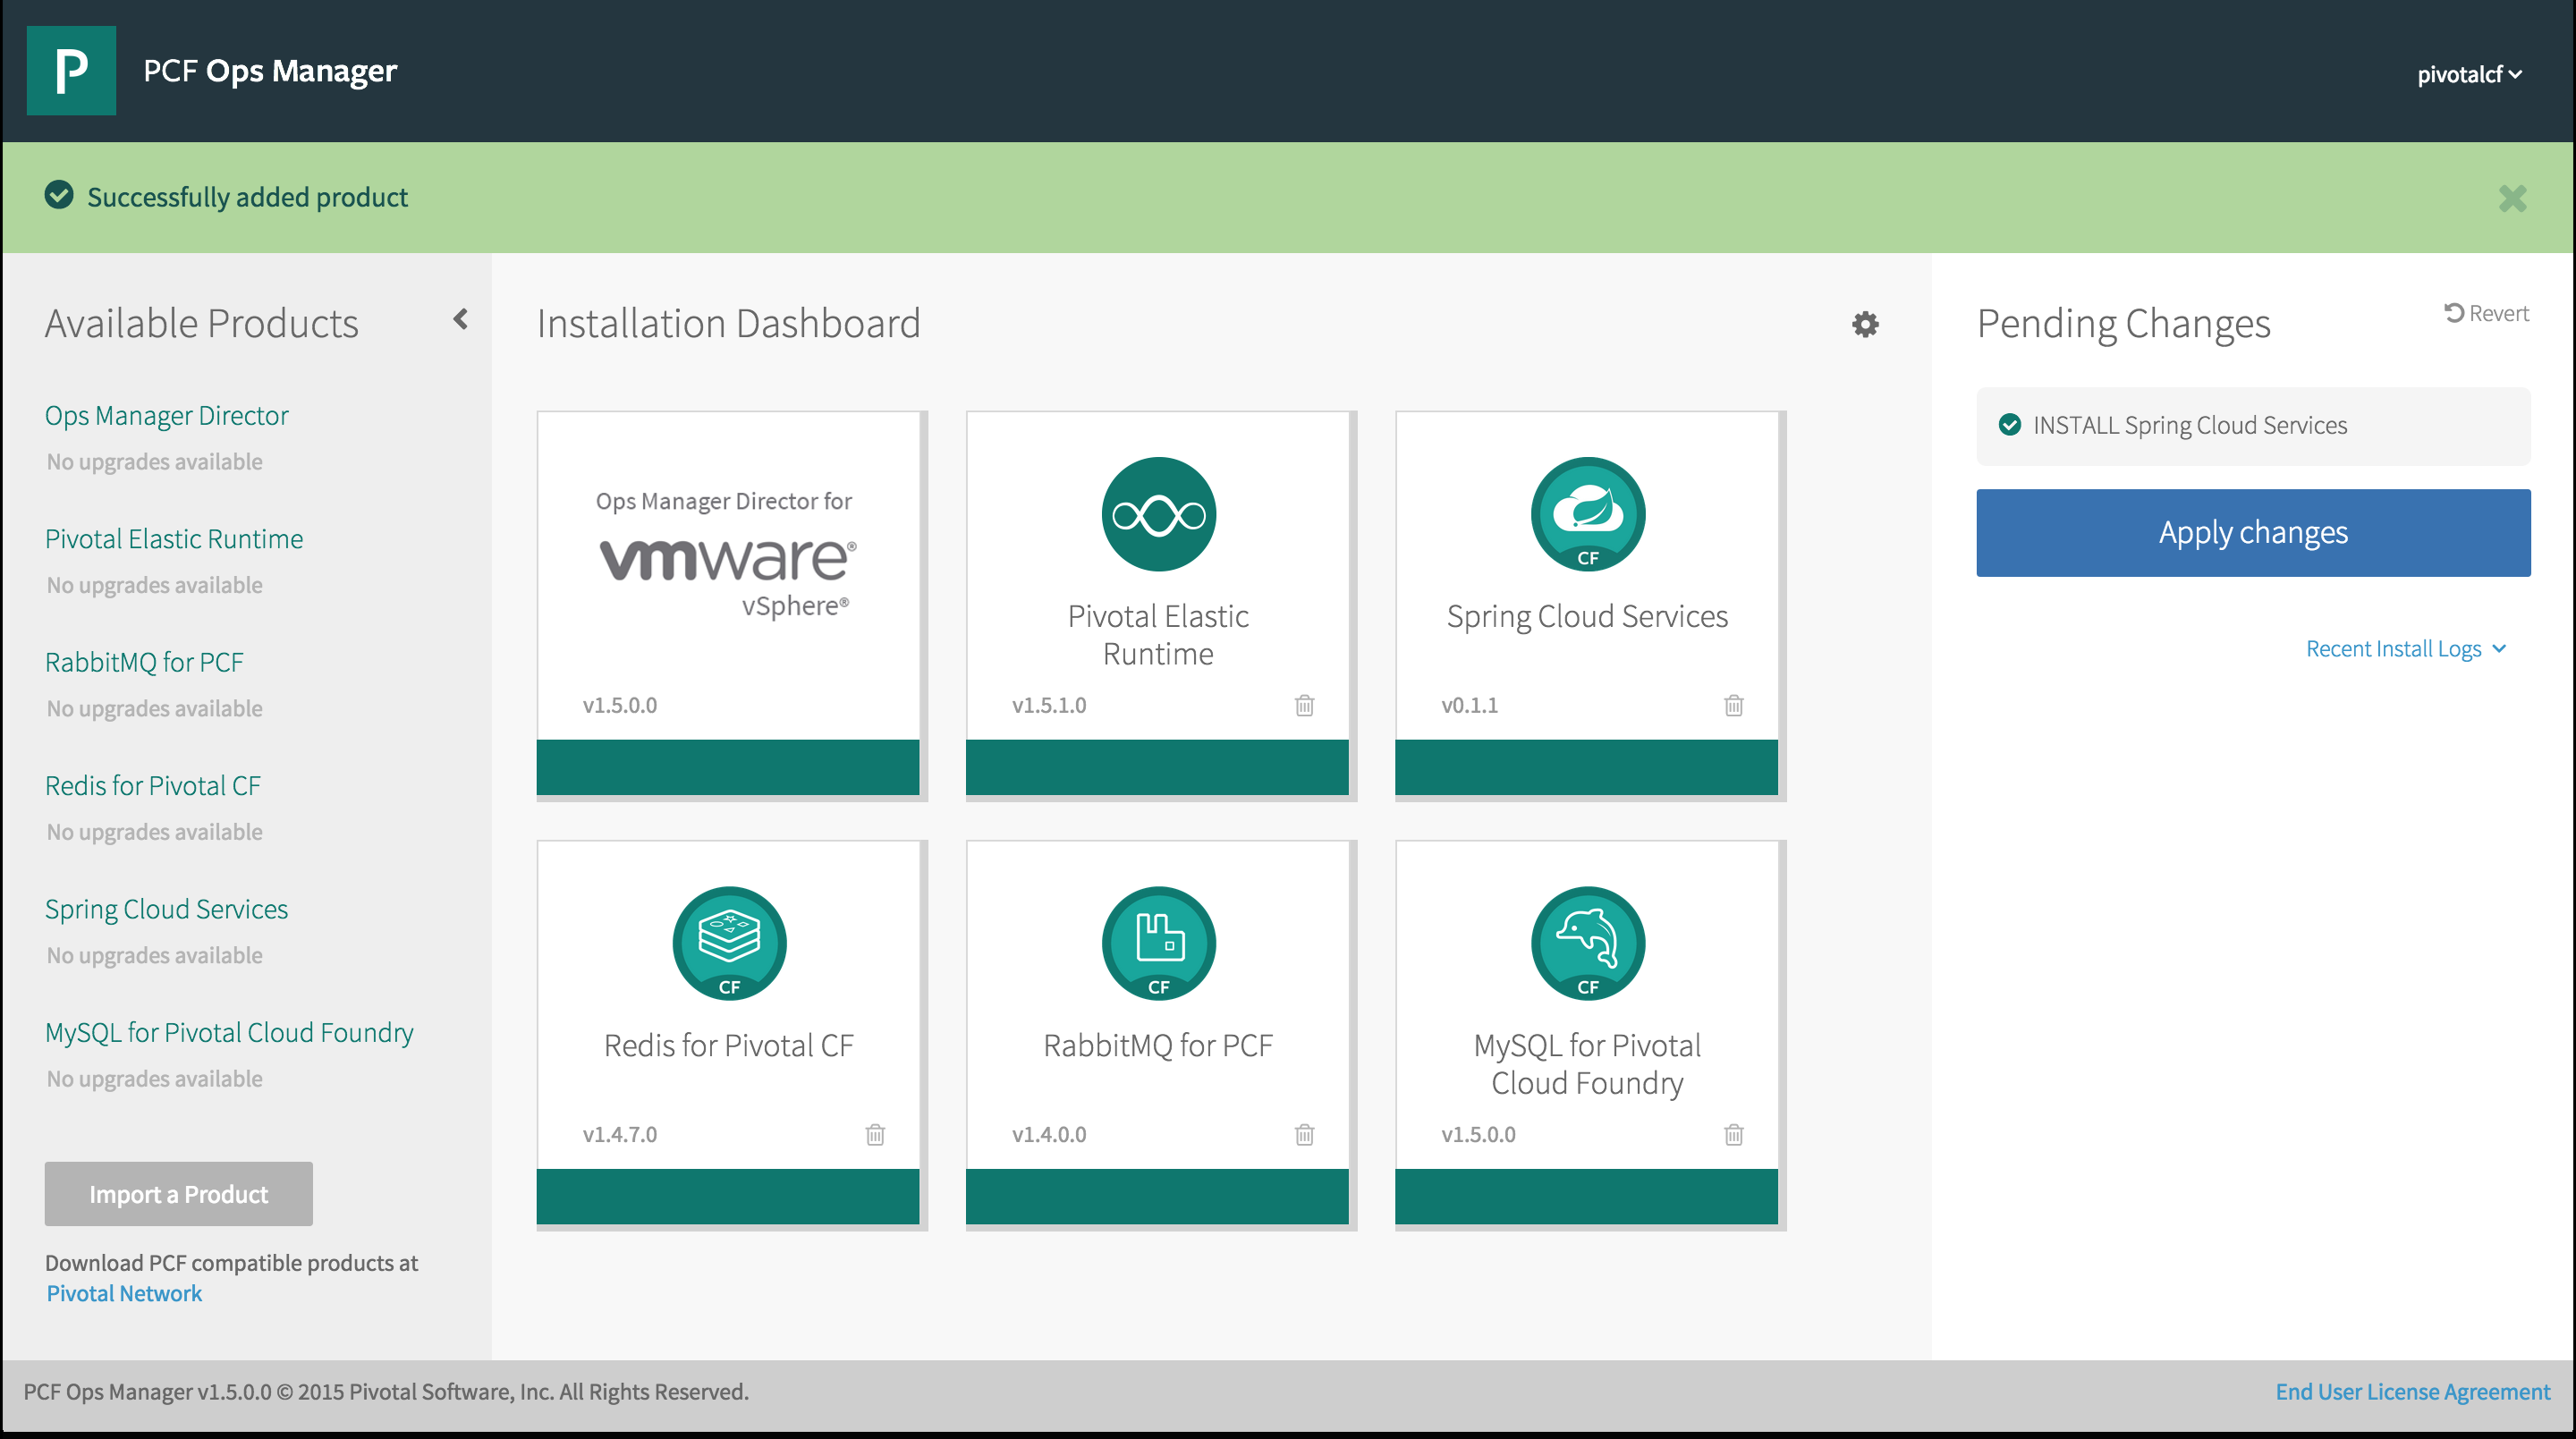 P
PCF Ops Manager
pivotalcf
Successfully added product
Available Products
Ops Manager Director
No upgrades available
Pivotal Elastic Runtime
No upgrades available
RabbitMQ for PCF
No upgrades available
Redis for Pivotal CF
No upgrades available
Spring Cloud Services
No upgrades available
MySQL for Pivotal Cloud Foundry
No upgrades available
Import a Product
Download PCF compatible products at
Pivotal Network
Installation Dashboard
Ops Manager Director for
vmware®
vSphere®
v1.5.0.0
Pivotal Elastic
Runtime
v1.5.1.0
CF
Spring Cloud Services
v0.1.1
CF
Redis for Pivotal CF
v1.4.7.0
CF
RabbitMQ for PCF
v1.4.0.0
CF
MySQL for Pivotal
Cloud Foundry
v1.5.0.0
Pending Changes
Revert
INSTALL Spring Cloud Services
Apply changes
Recent Install Logs
PCF Ops Manager v1.5.0.0 © 2015 Pivotal Software, Inc. All Rights Reserved.
End User License Agreement